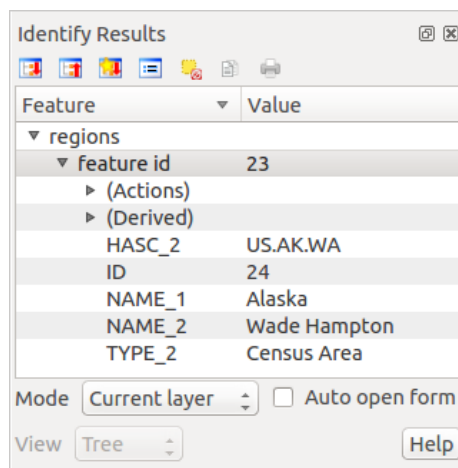 Identify Results
Feature Value
regions
feature id 23
(Actions)
(Derived)
HASC_2 US.AK.WA
ID 24
NAME_1 Alaska
NAME_2 Wade Hampton
TYPE_2 Census Area
Mode Current layer Auto open form
View Tree Help